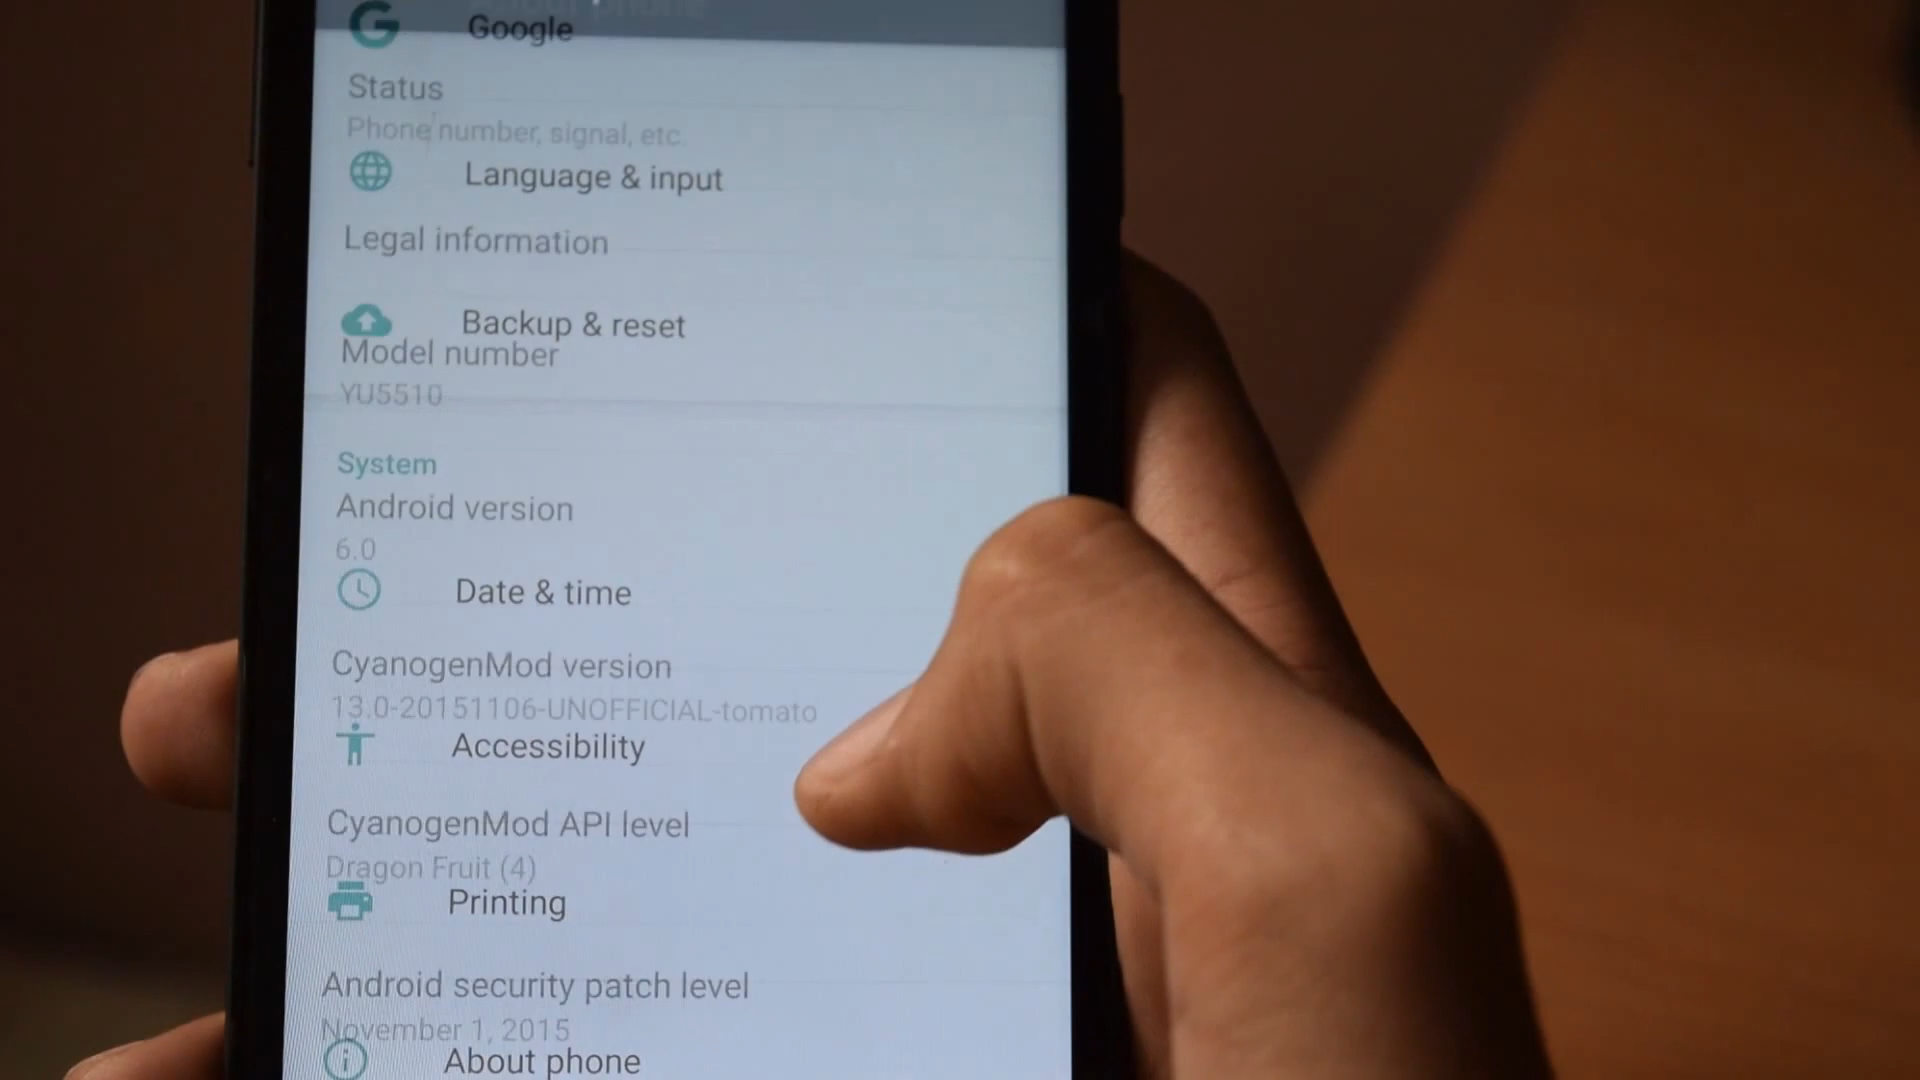 About phone
Google
Status
Phone number, signal, etc.
Language & input
Legal information
Backup & reset
Model number
YU5510
System
Android version
6.0
Date & time
CyanogenMod version
13.0-20151106-UNOFFICIAL-tomato
Accessibility
CyanogenMod API level
Dragon Fruit (4)
Printing
Android security patch level
November 1, 2015
About phone